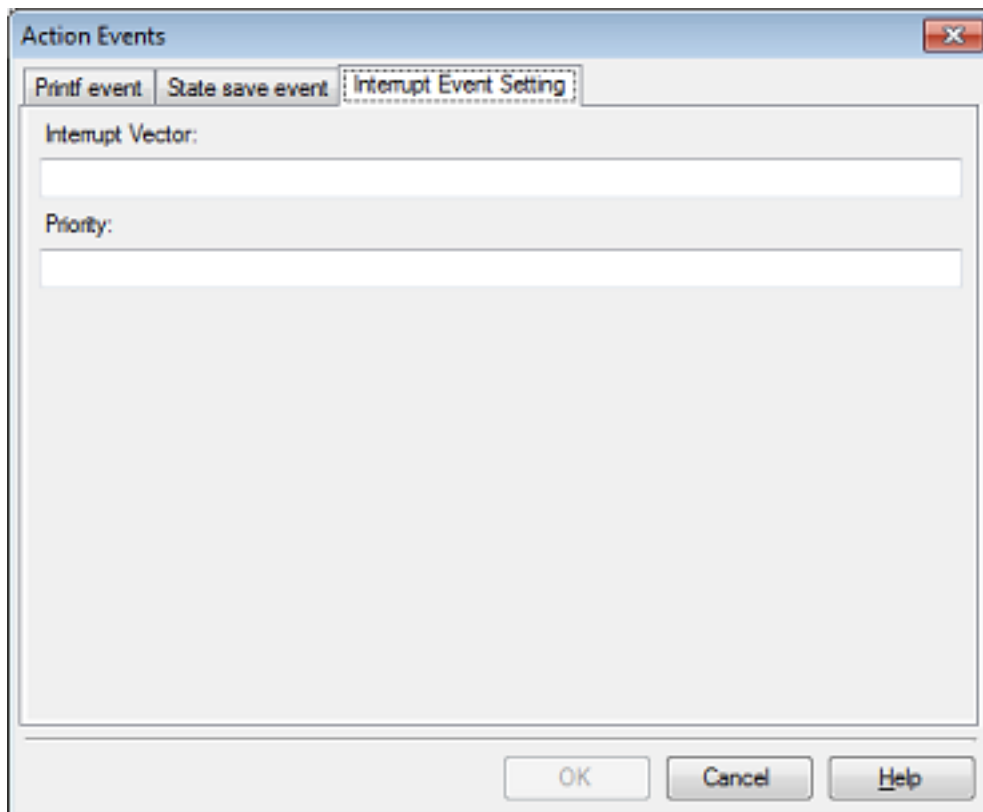 Action Events
Printf event State save event Interrupt Event Setting
Interrupt Vector:
Priority:
OK Cancel Help